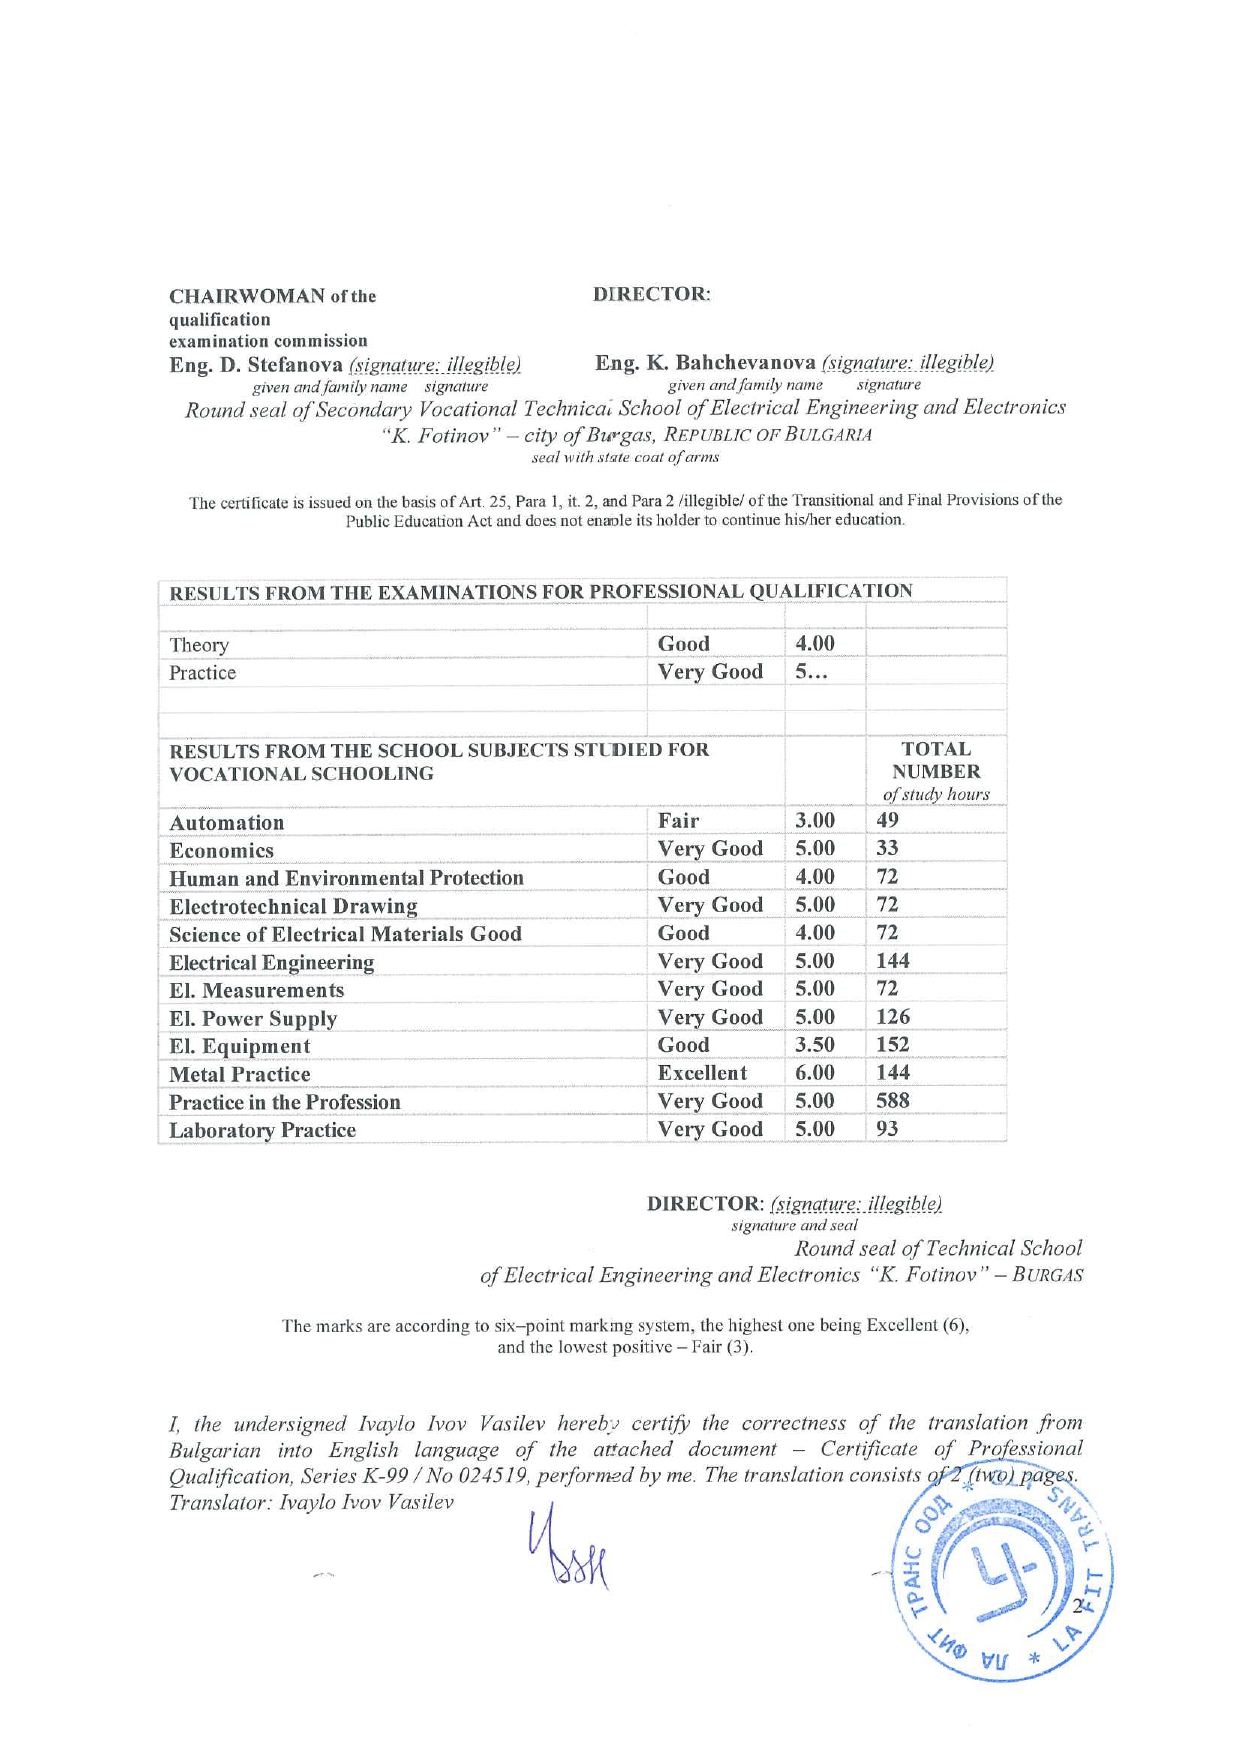 CHAIRWOMAN of the
DIRECTOR:
qualification
examination commission
Eng. D. Stefanova (signature: illegible)
Eng. K. Bahchevanova (signature: illegible)
given and family name signature
given and family name signature
Round seal of Secondary Vocational Technical School of Electrical Engineering and Electronics
“K. Fotinov” – city of Burgas, REPUBLIC OF BULGARIA
seal with state coat of arms
The certificate is issued on the basis of Art. 25, Para 1, it. 2, and Para 2 /illegible/ of the Transitional and Final Provisions of the
Public Education Act and does not enable its holder to continue his/her education.
RESULTS FROM THE EXAMINATIONS FOR PROFESSIONAL QUALIFICATION
Theory Good 4.00
Practice Very Good 5...
RESULTS FROM THE SCHOOL SUBJECTS STUDIED FOR TOTAL
VOCATIONAL SCHOOLING NUMBER
of study hours
Automation Fair 3.00 49
Economics Very Good 5.00 33
Human and Environmental Protection Good 4.00 72
Electrotechnical Drawing Very Good 5.00 72
Science of Electrical Materials Good Good 4.00 72
Electrical Engineering Very Good 5.00 144
El. Measurements Very Good 5.00 72
El. Power Supply Very Good 5.00 126
El. Equipment Good 3.50 152
Metal Practice Excellent 6.00 144
Practice in the Profession Very Good 5.00 588
Laboratory Practice Very Good 5.00 93
DIRECTOR: (signature: illegible)
signature and seal
Round seal of Technical School
of Electrical Engineering and Electronics “K. Fotinov” – BURGAS
The marks are according to six–point marking system, the highest one being Excellent (6),
and the lowest positive – Fair (3).
I, the undersigned Ivaylo Ivov Vasilev hereby certify the correctness of the translation from
Bulgarian into English language of the attached document – Certificate of Professional
Qualification, Series K-99 / No 024519, performed by me. The translation consists of 2 (two) pages.
Translator: Ivaylo Ivov Vasilev
ЛА ФИТ ТРАНС ООД * LA FIT TRANS *
2